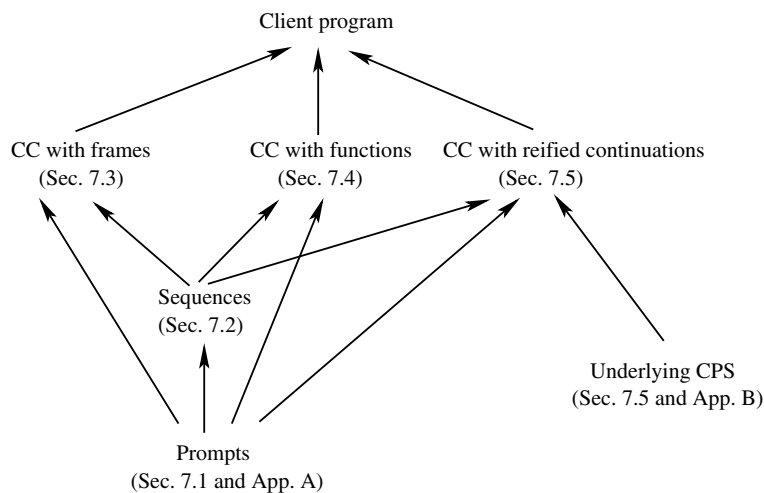 Client program
CC with frames
(Sec. 7.3)
CC with functions
(Sec. 7.4)
CC with reified continuations
(Sec. 7.5)
Sequences
(Sec. 7.2)
Underlying CPS
(Sec. 7.5 and App. B)
Prompts
(Sec. 7.1 and App. A)